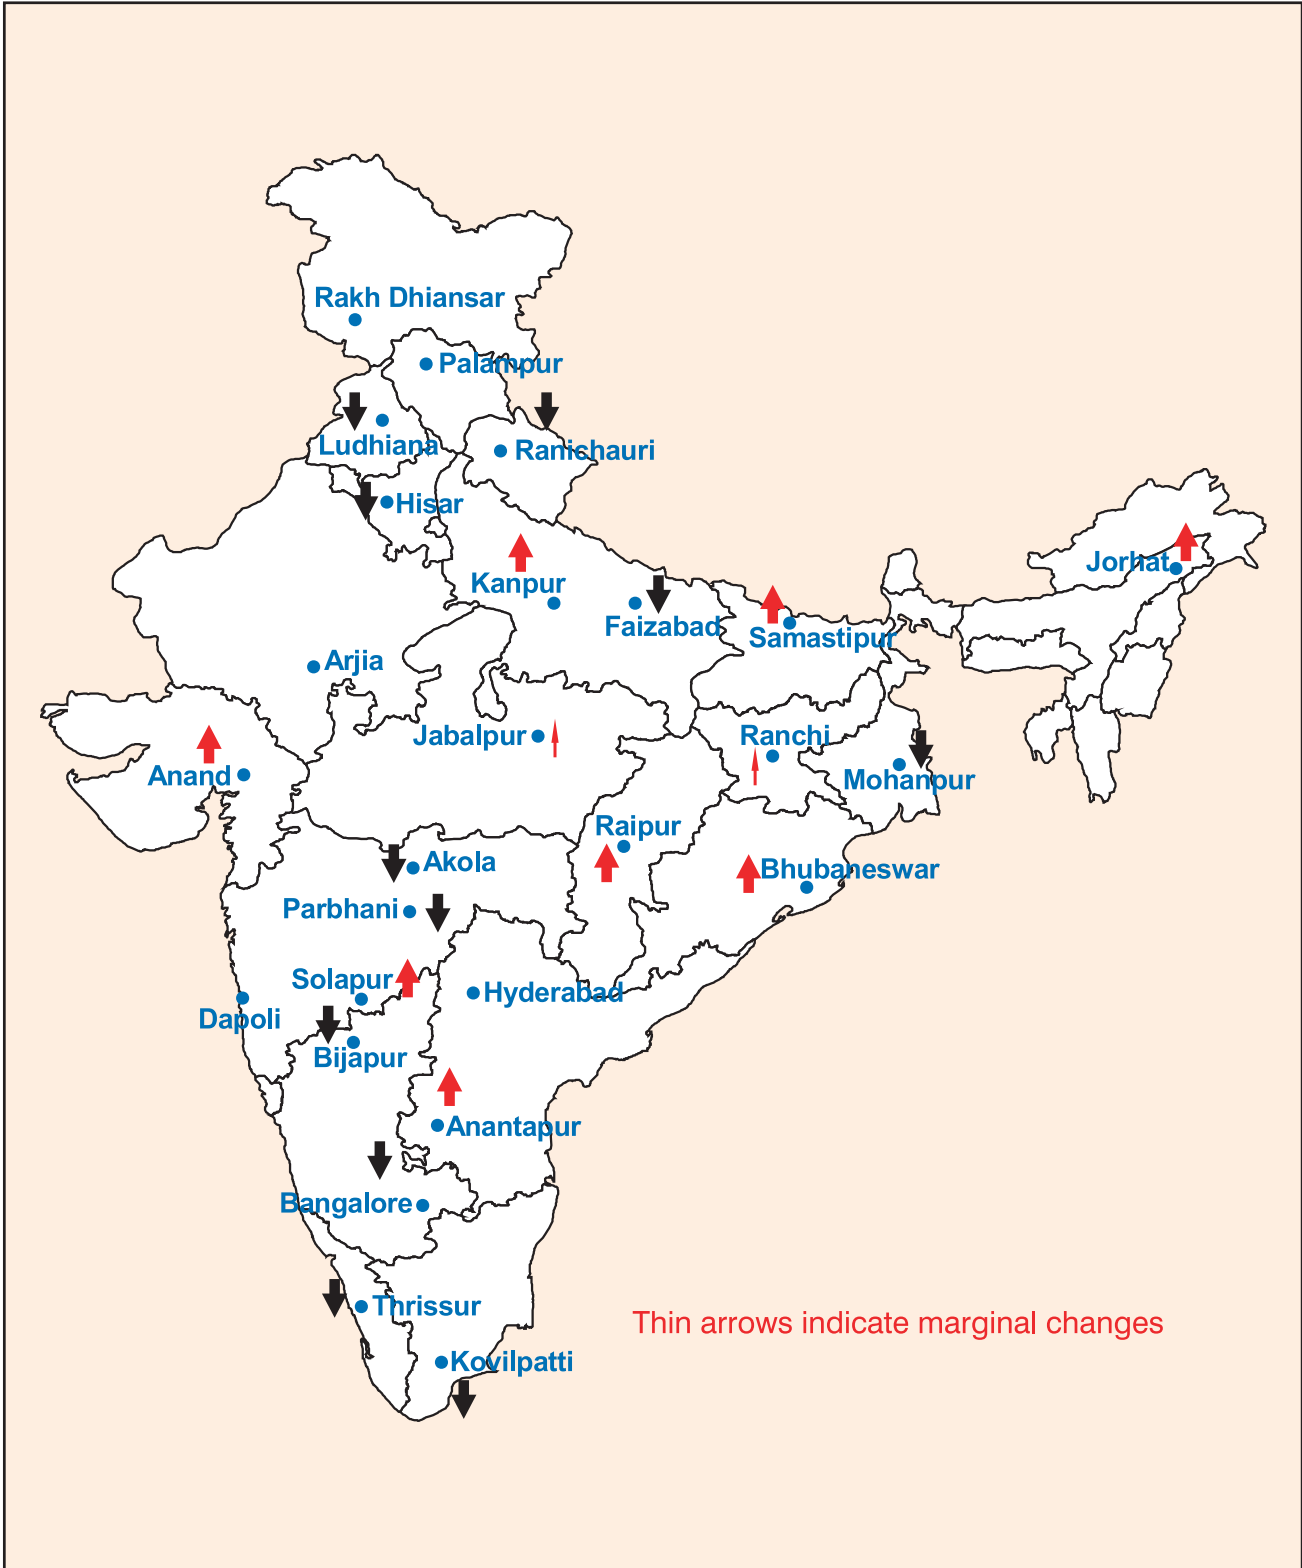 Rakh Dhiansar
Palampur
Ludhiana
Ranichauri
Hisar
Jorhat
Kanpur
Faizabad
Samastipur
Arjia
Jabalpur
Ranchi
Anand
Mohanpur
Raipur
Akola
Bhubaneswar
Parbhani
Solapur
Hyderabad
Dapoli
Bijapur
Anantapur
Bangalore
Thrissur
Thin arrows indicate marginal changes
Kovilpatti